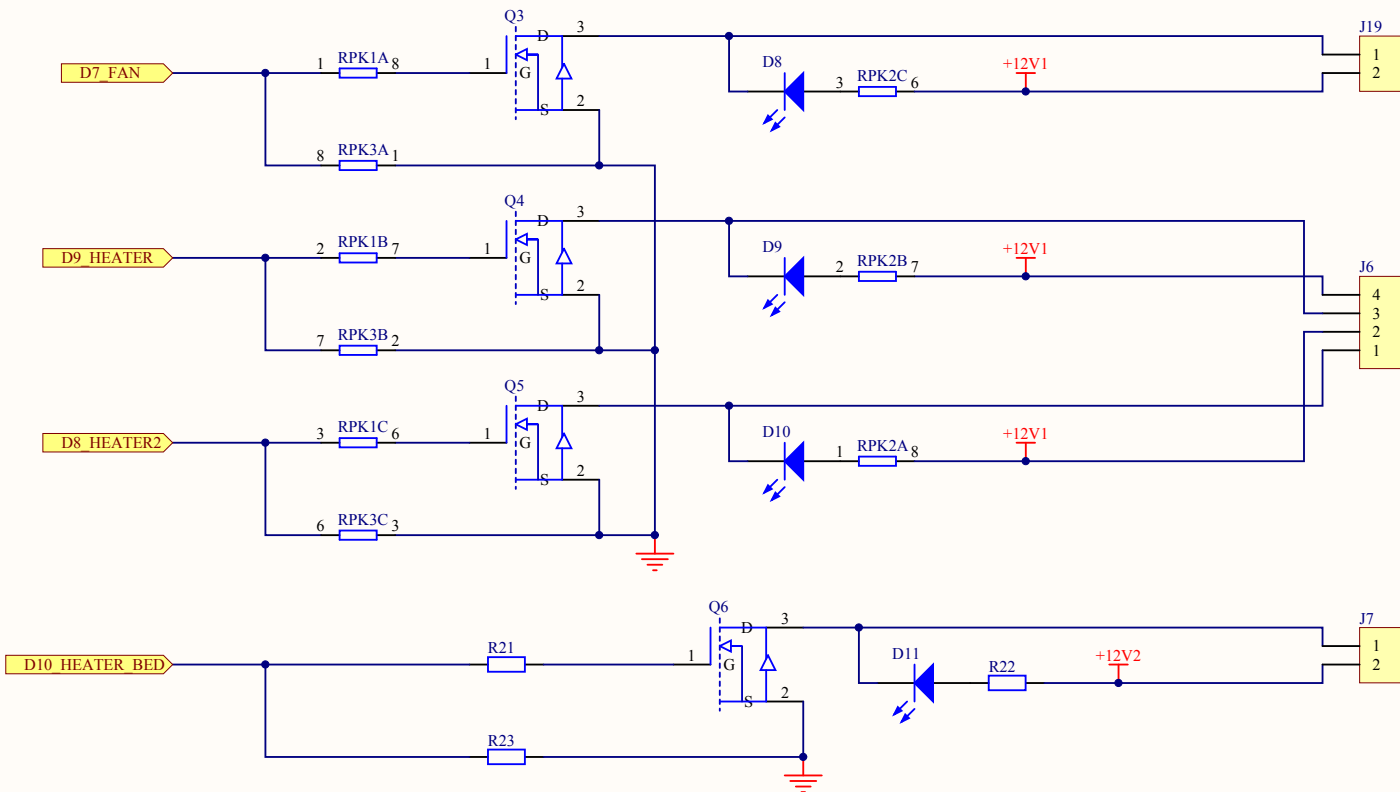 Q3
D 3
J19
D7_FAN
1 RPK1A 8
1
G
D8
3 RPK2C 6
+12V1
1
2
S 2
8 RPK3A 1
Q4
D 3
D9_HEATER
2 RPK1B 7
1
G
D9
2 RPK2B 7
+12V1
J6
4
3
2
1
S 2
7 RPK3B 2
Q5
D 3
D8_HEATER2
3 RPK1C 6
1
G
D10
1 RPK2A 8
+12V1
S 2
6 RPK3C 3
Q6
D 3
J7
D10_HEATER_BED
R21
1
G
D11
R22
+12V2
1
2
S 2
R23